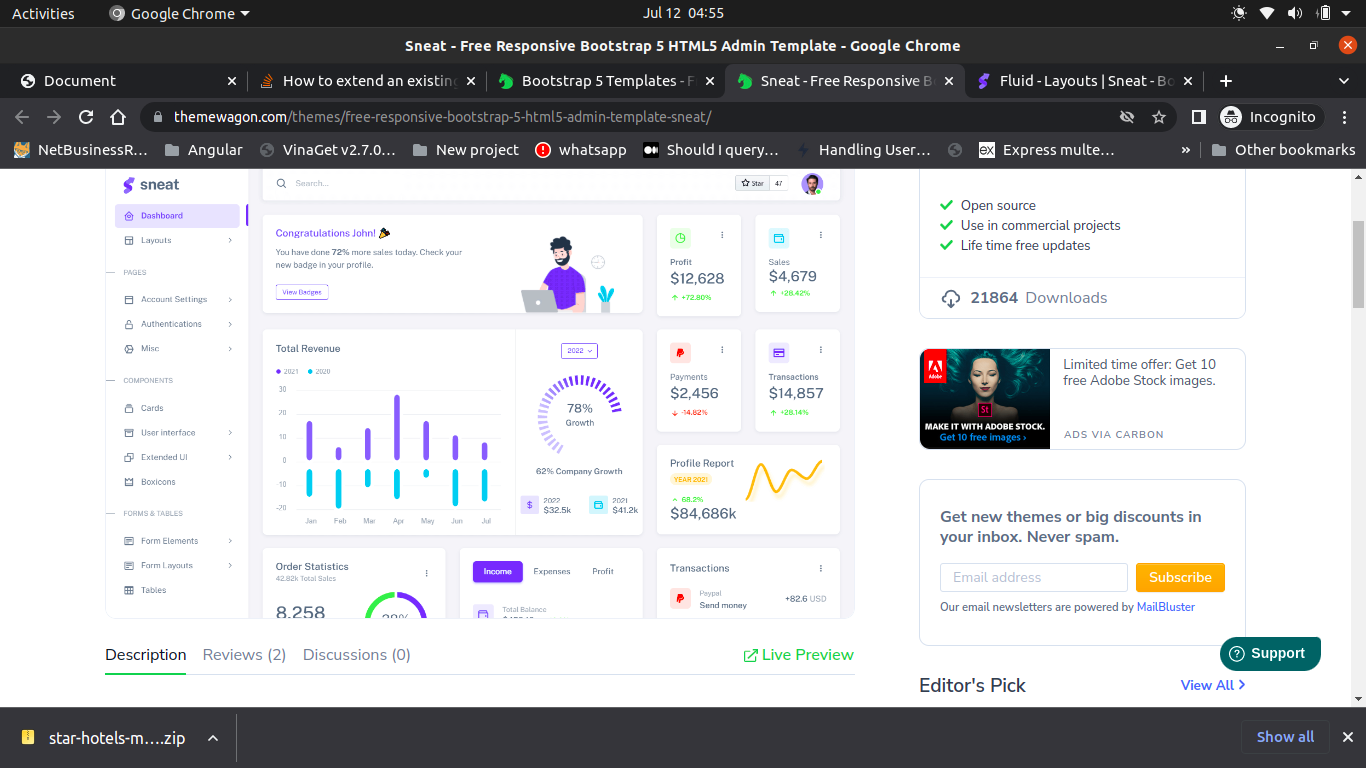 Activities
Google Chrome
Jul 12 04:55
Sneat - Free Responsive Bootstrap 5 HTML5 Admin Template - Google Chrome
Document
How to extend an existing
Bootstrap 5 Templates - F
Sneat - Free Responsive B
Fluid - Layouts | Sneat - Bo
themewagon.com/themes/free-responsive-bootstrap-5-html5-admin-template-sneat/
Incognito
NetBusinessR...
Angular
VinaGet v2.7.0...
New project
whatsapp
Should I query...
Handling User...
ex
Express multe...
»
Other bookmarks
sneat
Search...
Star
47
Dashboard
Layouts
PAGES
Account Settings
Authentications
Misc
COMPONENTS
Cards
User interface
Extended UI
Boxicons
FORMS & TABLES
Form Elements
Form Layouts
Tables
Congratulations John!
You have done 72% more sales today. Check your
new badge in your profile.
View Badges
Profit
$12,628
+72.80%
Sales
$4,679
+28.42%
Total Revenue
2021
2020
30
20
10
0
-10
-20
Jan
Feb
Mar
Apr
May
Jun
Jul
2022
78%
Growth
62% Company Growth
2022
$32.5k
2021
$41.2k
Payments
$2,456
-14.82%
Transactions
$14,857
+28.14%
Profile Report
YEAR 2021
68.2%
$84,686k
Order Statistics
42.82k Total Sales
8,258
Income
Expenses
Profit
Total Balance
Transactions
Paypal
Send money
+82.6 USD
Description
Reviews (2)
Discussions (0)
Live Preview
Open source
Use in commercial projects
Life time free updates
21864 Downloads
Adobe
St
MAKE IT WITH ADOBE STOCK.
Get 10 free images ›
Limited time offer: Get 10
free Adobe Stock images.
ADS VIA CARBON
Get new themes or big discounts in
your inbox. Never spam.
Email address
Subscribe
Our email newsletters are powered by MailBluster
Support
Editor's Pick
View All
star-hotels-m....zip
Show all